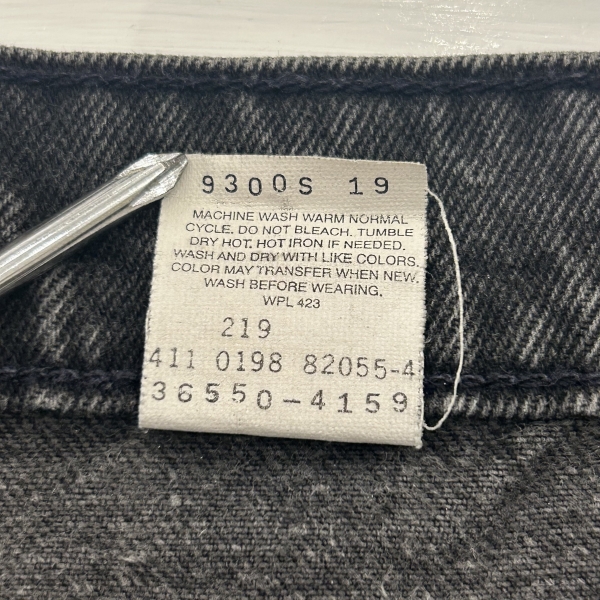 9300S 19
MACHINE WASH WARM NORMAL
CYCLE. DO NOT BLEACH. TUMBLE
DRY HOT. HOT IRON IF NEEDED.
WASH AND DRY WITH LIKE COLORS.
COLOR MAY TRANSFER WHEN NEW.
WASH BEFORE WEARING.
WPL 423
219
411 0198 82055-4
36550-4159